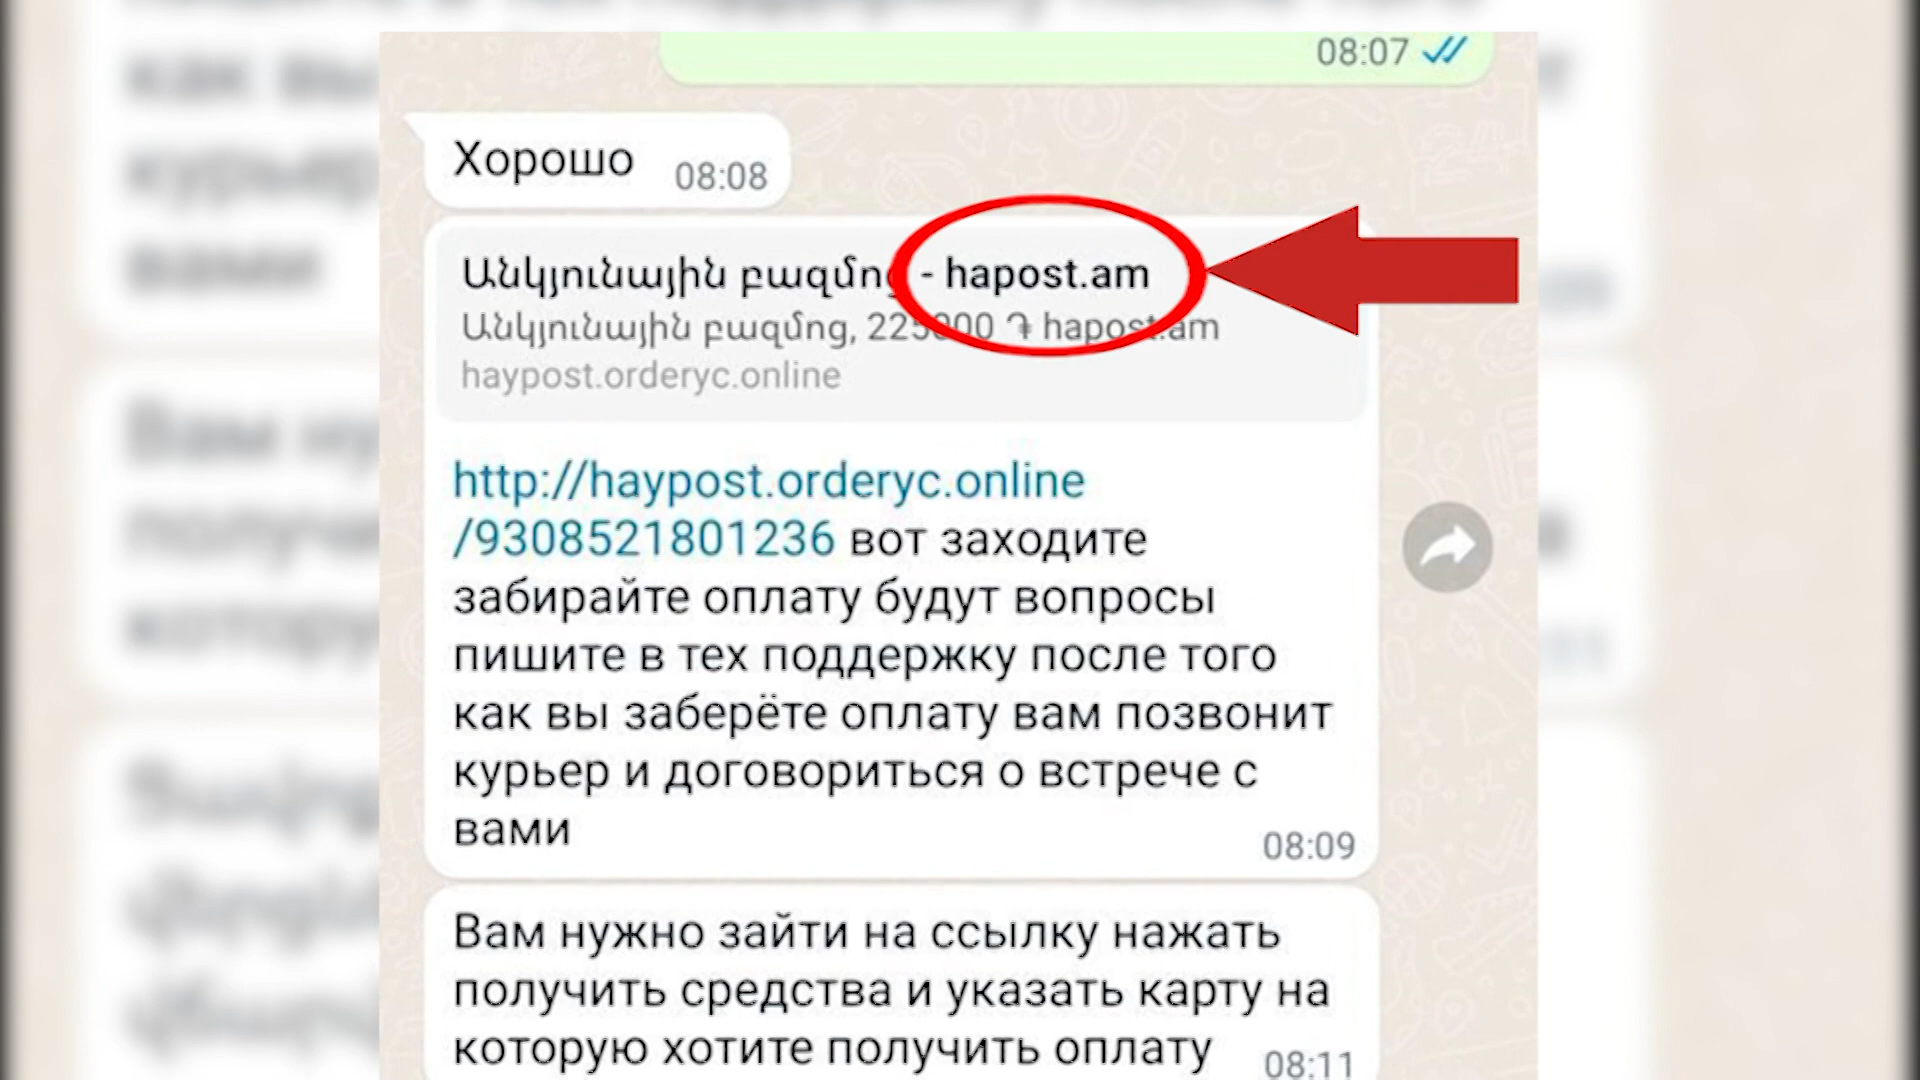 08:07
Хорошо 08:08
Անկյունային բազմոց - hapost.am
Անկյունային բազմոց, 225000 ֏ hapost.am
haypost.orderyc.online
http://haypost.orderyc.online
/9308521801236 вот заходите
забирайте оплату будут вопросы
пишите в тех поддержку после того
как вы заберёте оплату вам позвонит
курьер и договориться о встрече с
вами
08:09
Вам нужно зайти на ссылку нажать
получить средства и указать карту на
которую хотите получить оплату 08:11